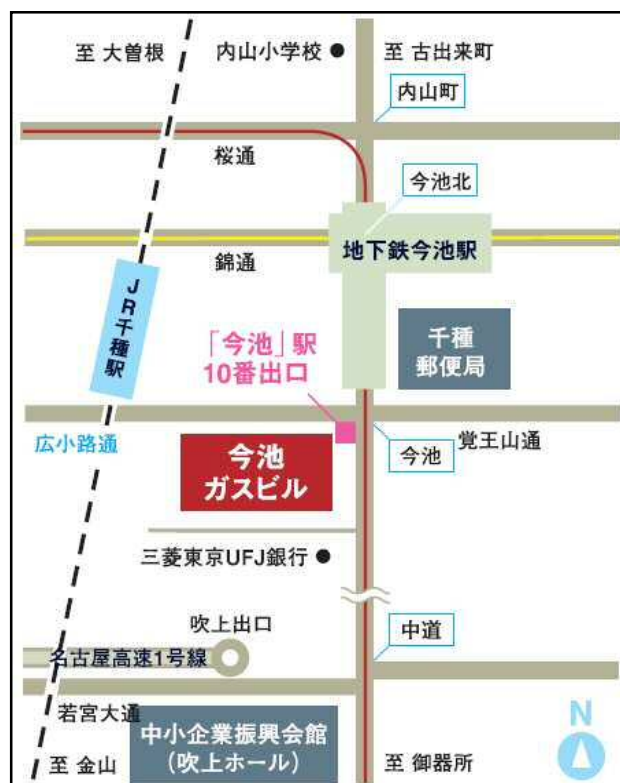 至 大曽根
内山小学校
至 古出来町
内山町
桜通
今池北
地下鉄今池駅
錦通
JR千種駅
「今池」駅
10番出口
千種
郵便局
広小路通
覚王山通
今池
今池
ガスビル
三菱東京UFJ銀行
吹上出口
中道
名古屋高速1号線
若宮大通
中小企業振興会館
（吹上ホール）
至 金山
至 御器所
N